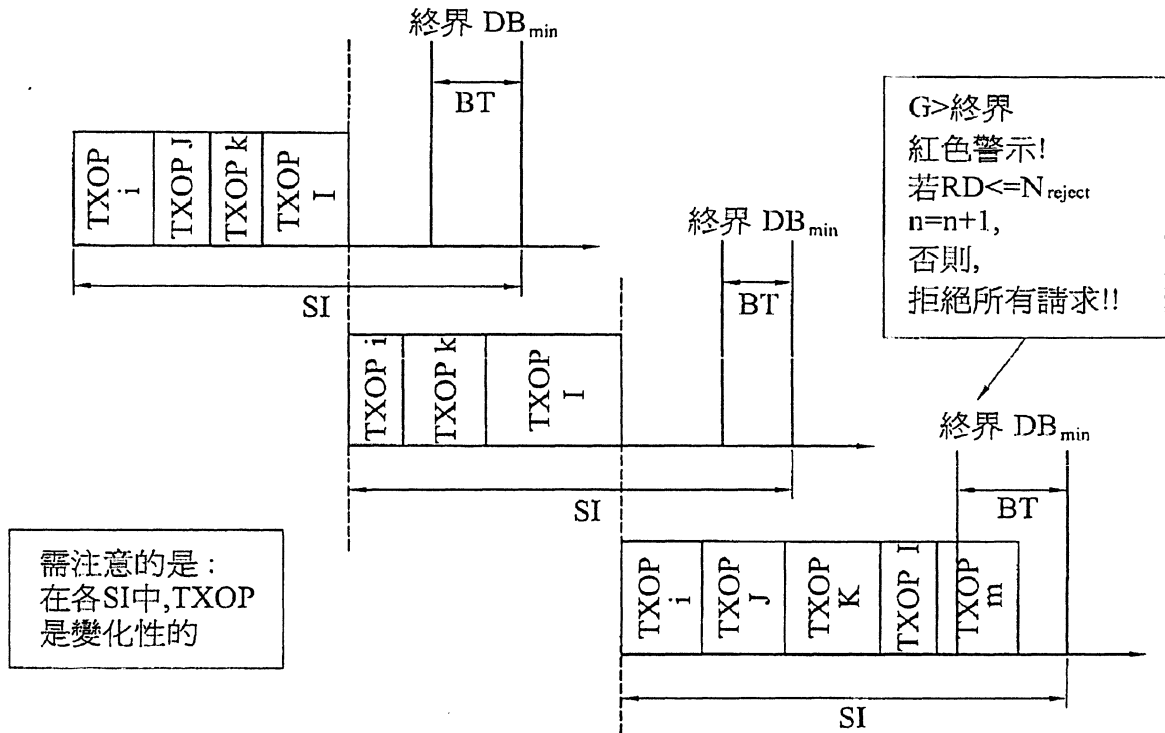 終界 DBmin
BT
TXOP i
TXOP J
TXOP k
TXOP I
SI
G>終界
紅色警示!
若RD<=Nreject
n=n+1,
否則,
拒絕所有請求!!
終界 DBmin
BT
TXOP i
TXOP k
TXOP I
SI
終界 DBmin
BT
需注意的是:
在各SI中,TXOP
是變化性的
TXOP i
TXOP J
TXOP K
TXOP I
TXOP m
SI